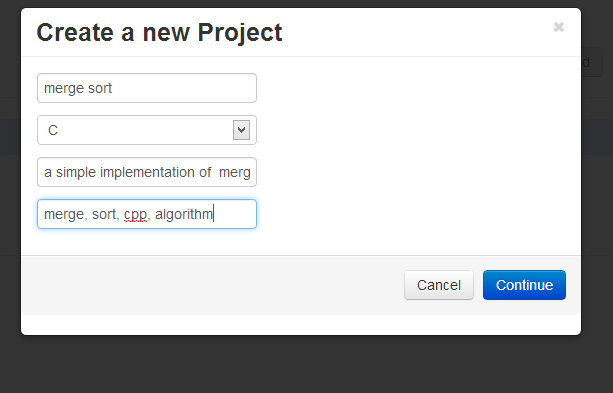 Create a new Project
×
d
merge sort
C
a simple implementation of  merg
merge, sort, cpp, algorithm
Cancel
Continue